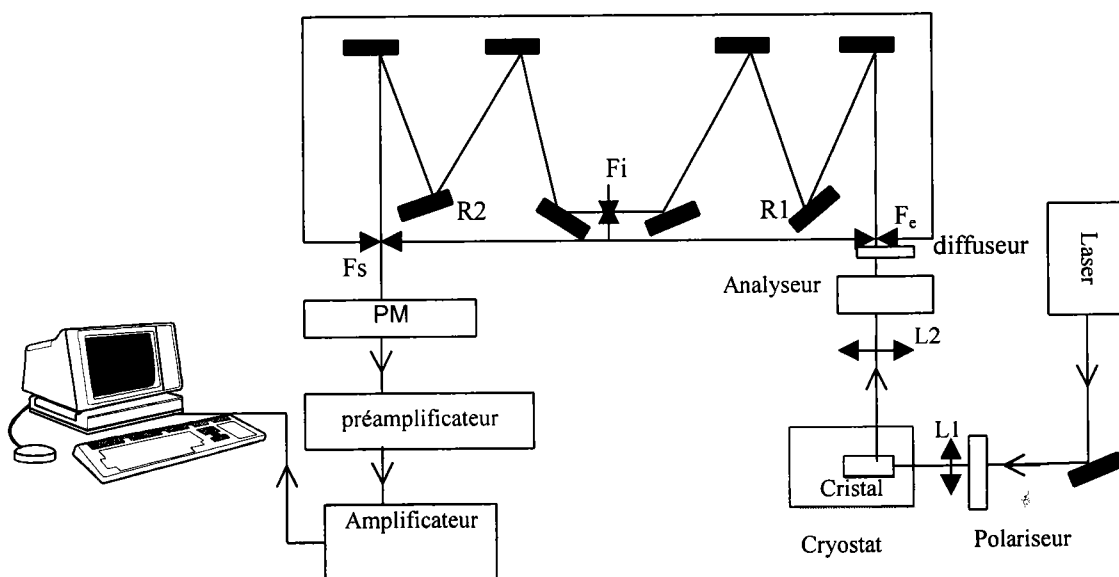 Fi
R2
R1
Fe
Fs
diffuseur
Laser
Analyseur
PM
L2
préamplificateur
L1
Cristal
Amplificateur
Cryostat
Polariseur